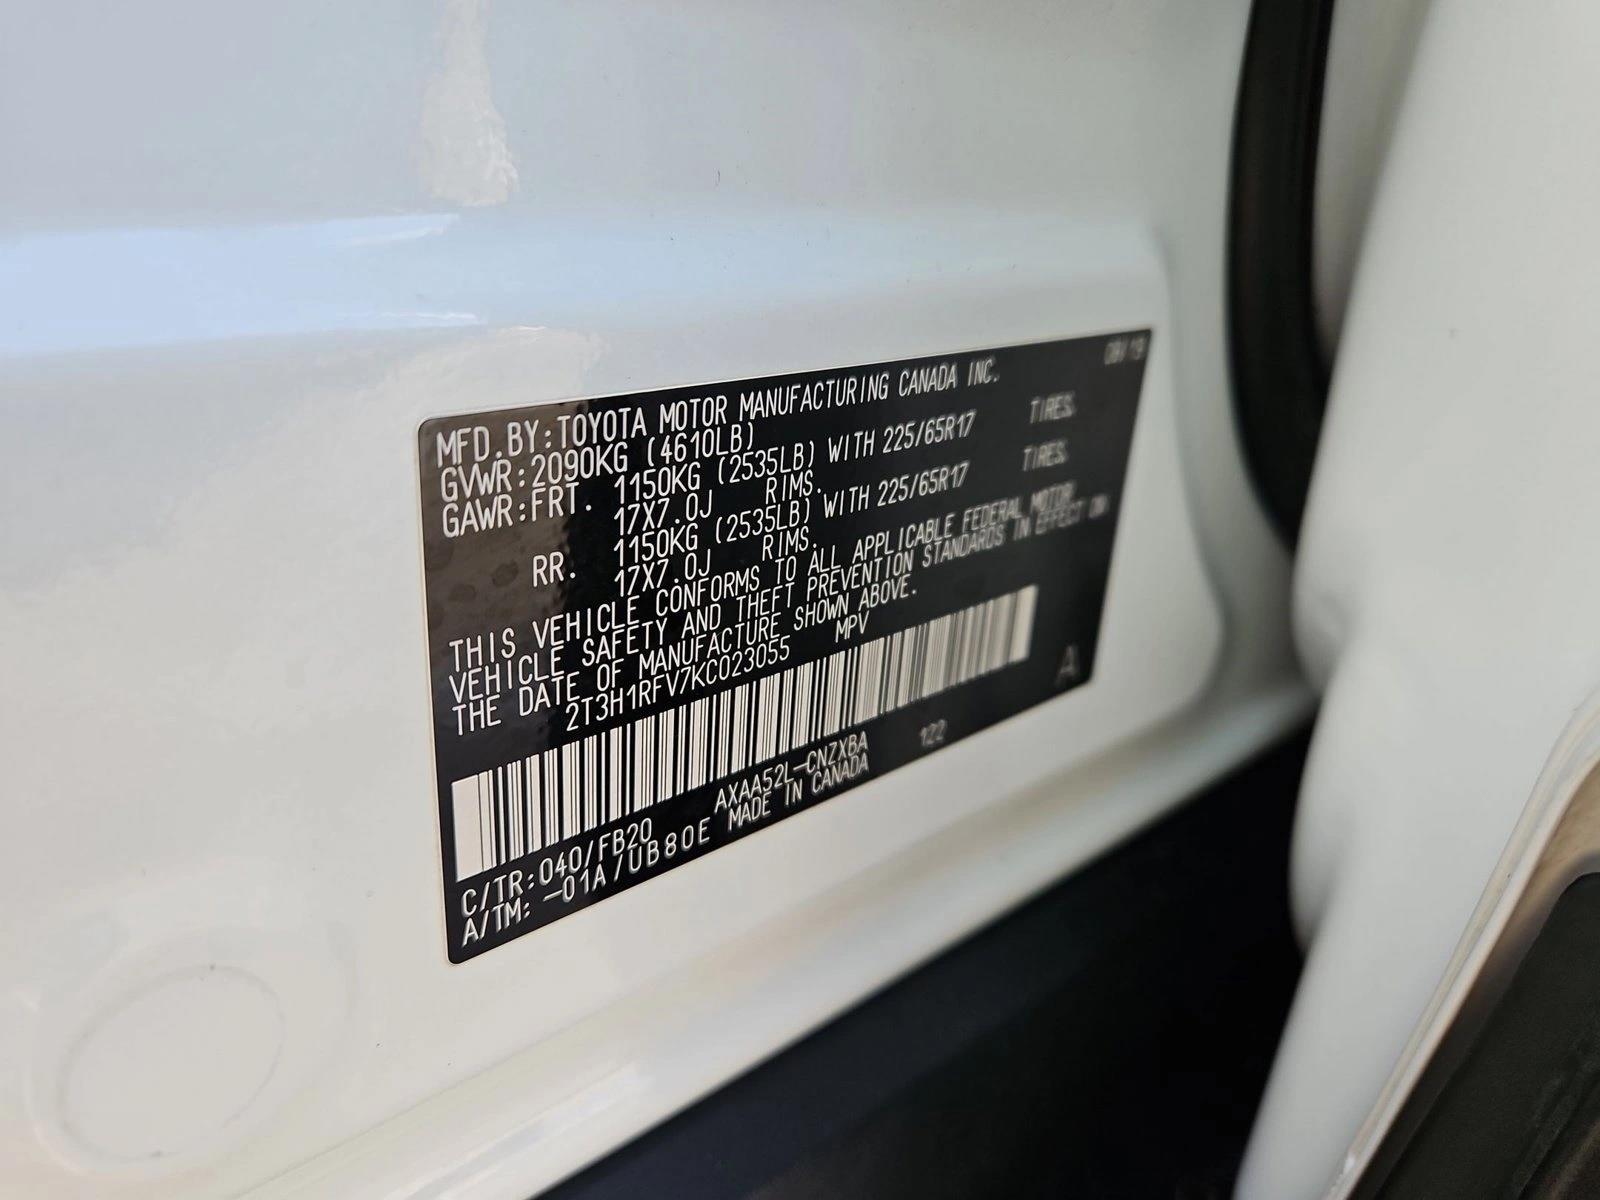 MFD.BY:TOYOTA MOTOR MANUFACTURING CANADA INC. 08/19
GVWR:2090KG (4610LB)
GAWR:FRT. 1150KG (2535LB) WITH 225/65R17 TIRES.
17X7.0J RIMS.
RR. 1150KG (2535LB) WITH 225/65R17 TIRES.
17X7.0J RIMS.
THIS VEHICLE CONFORMS TO ALL APPLICABLE FEDERAL MOTOR
VEHICLE SAFETY AND THEFT PREVENTION STANDARDS IN EFFECT ON
THE DATE OF MANUFACTURE SHOWN ABOVE.
2T3H1RFV7KC023055 MPV
A
C/TR:040/FB20 AXAA52L-CNZXBA 122
A/TM:-01A/UB80E MADE IN CANADA